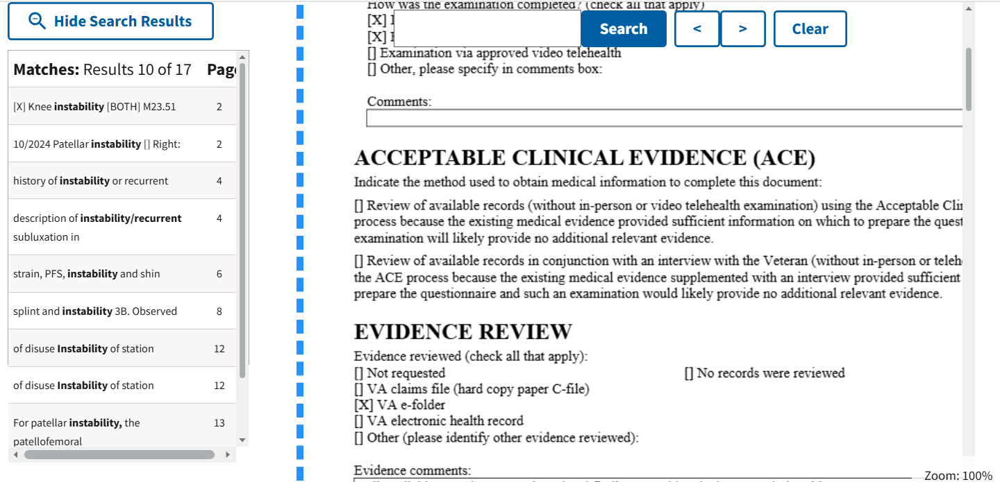 Hide Search Results
Matches: Results 10 of 17 Page
[X] Knee instability [BOTH] M23.51 2
10/2024 Patellar instability [] Right: 2
history of instability or recurrent 4
description of instability/recurrent 4
subluxation in
strain, PFS, instability and shin 6
splint and instability 3B. Observed 8
of disuse Instability of station 12
of disuse Instability of station 12
For patellar instability, the 13
patellofemoral
How was the examination completed? (check all that apply)
[X]
[X]
Search < > Clear
[] Examination via approved video telehealth
[] Other, please specify in comments box:
Comments:
ACCEPTABLE CLINICAL EVIDENCE (ACE)
Indicate the method used to obtain medical information to complete this document:
[] Review of available records (without in-person or video telehealth examination) using the Acceptable
process because the existing medical evidence provided sufficient information on which to prepare the
examination will likely provide no additional relevant evidence.
[] Review of available records in conjunction with an interview with the Veteran (without in-person or
the ACE process because the existing medical evidence supplemented with an interview provided sufficient
prepare the questionnaire and such an examination would likely provide no additional relevant evidence.
EVIDENCE REVIEW
Evidence reviewed (check all that apply):
[] Not requested [] No records were reviewed
[] VA claims file (hard copy paper C-file)
[X] VA e-folder
[] VA electronic health record
[] Other (please identify other evidence reviewed):
Evidence comments:
Zoom: 100%